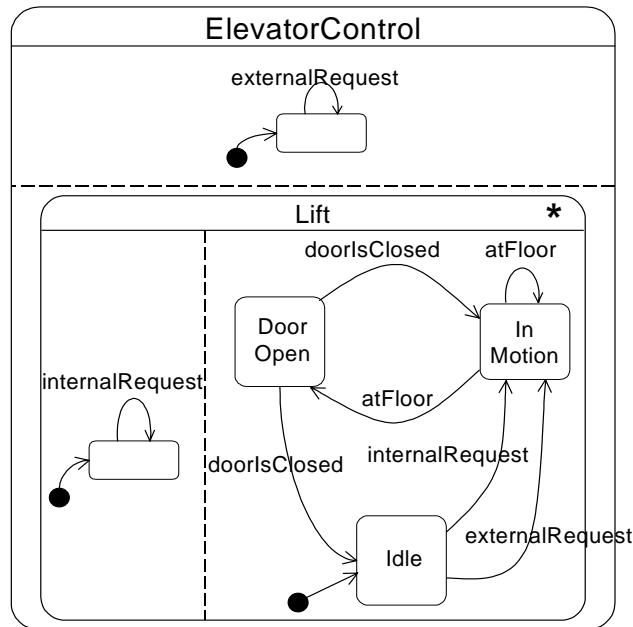 ElevatorControl
externalRequest
Lift *
doorIsClosed
atFloor
Door
Open
In
Motion
internalRequest
atFloor
doorIsClosed
internalRequest
externalRequest
Idle